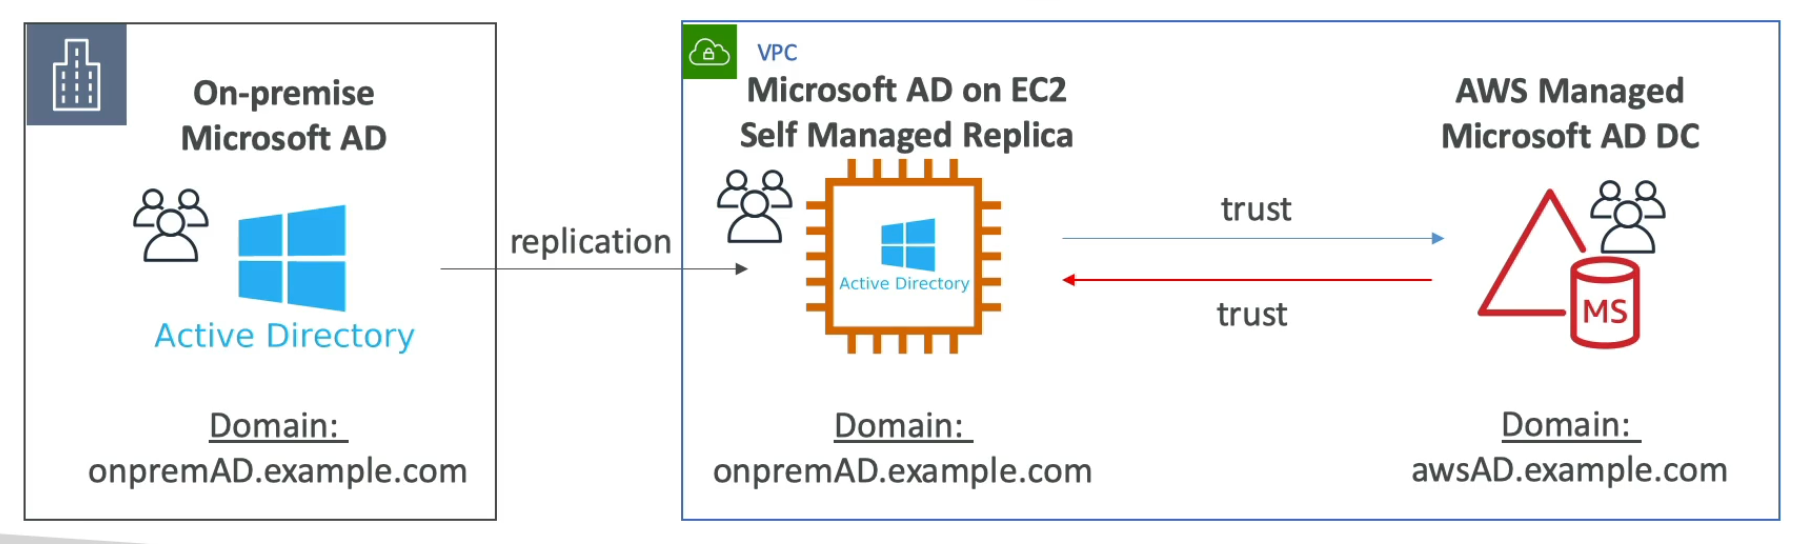 On-premise
Microsoft AD
Active Directory
Domain:
onpremAD.example.com
replication
VPC
Microsoft AD on EC2
Self Managed Replica
Active Directory
Domain:
onpremAD.example.com
trust
trust
AWS Managed
Microsoft AD DC
MS
Domain:
awsAD.example.com